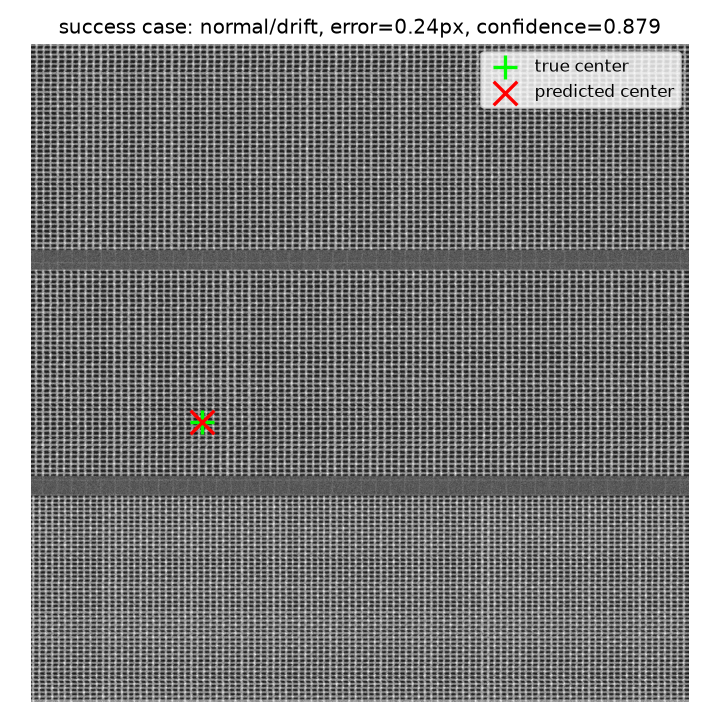 success case: normal/drift, error=0.24px, confidence=0.879
true center
predicted center